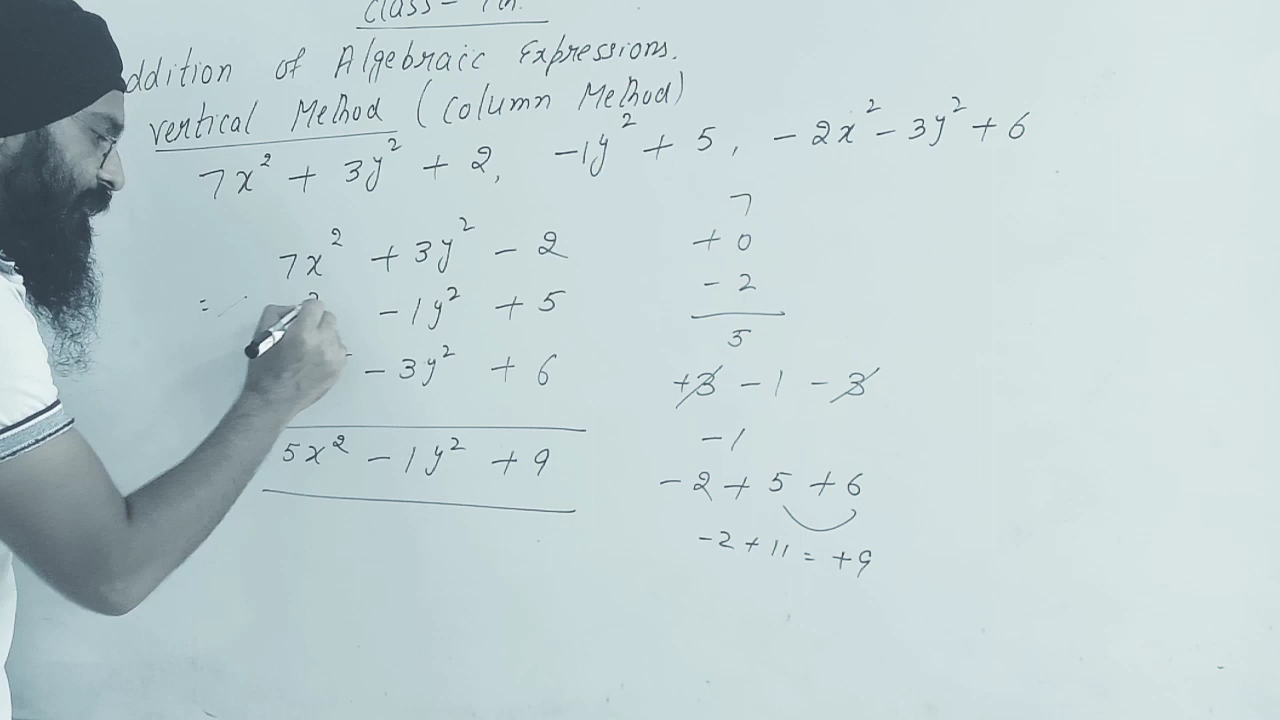 Class - 7th
ddition of Algebraic Expressions.
vertical Method (Column Method)
7x² + 3y² + 2, -1y² + 5, -2x² - 3y² + 6
7x² + 3y² - 2
= -1y² + 5
- 3y² + 6
5x² - 1y² + 9
7
+ 0
- 2
5
+3 - 1 - 3
-1
-2 + 5 + 6
-2 + 11 = +9